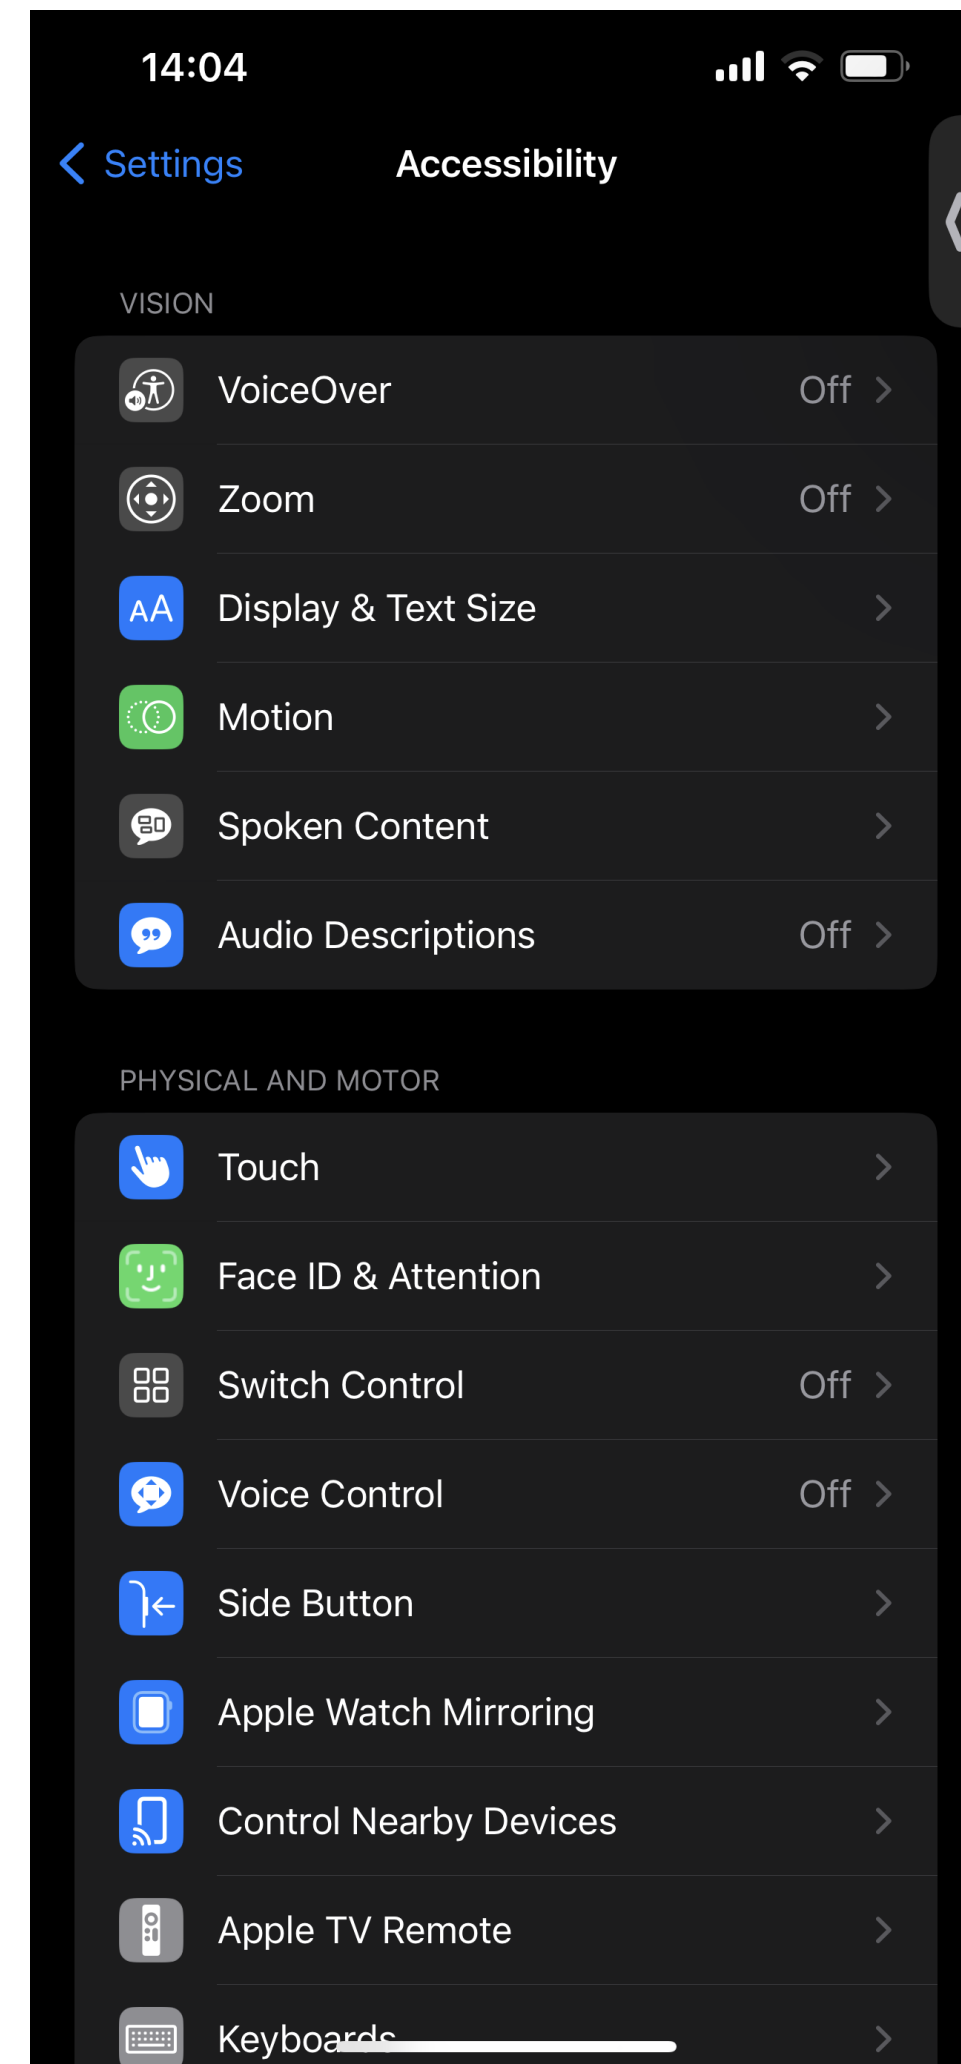 14:04
Settings
Accessibility
VISION
VoiceOver Off
Zoom Off
AA Display & Text Size
Motion
Spoken Content
Audio Descriptions Off
PHYSICAL AND MOTOR
Touch
Face ID & Attention
Switch Control Off
Voice Control Off
Side Button
Apple Watch Mirroring
Control Nearby Devices
Apple TV Remote
Keyboards